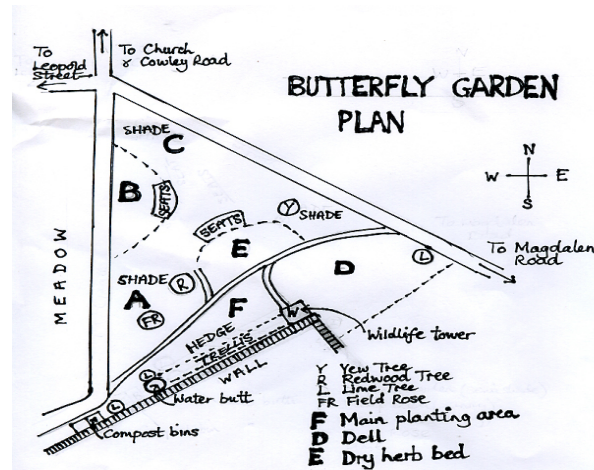 To
Leopold
Street
To Church
& Cowley Road
BUTTERFLY GARDEN
PLAN
N
W E
S
SHADE
C
B
SEATS
MEADOW
Y
SHADE
SEATS
E
D
L
To Magdalen
Road
SHADE
R
A
FR
F
W
Wildlife tower
HEDGE
TRELLIS
WALL
L
Water butt
L
Compost bins
Y Yew Tree
R Redwood Tree
L Lime Tree
FR Field Rose
F Main planting area
D Dell
E Dry herb bed